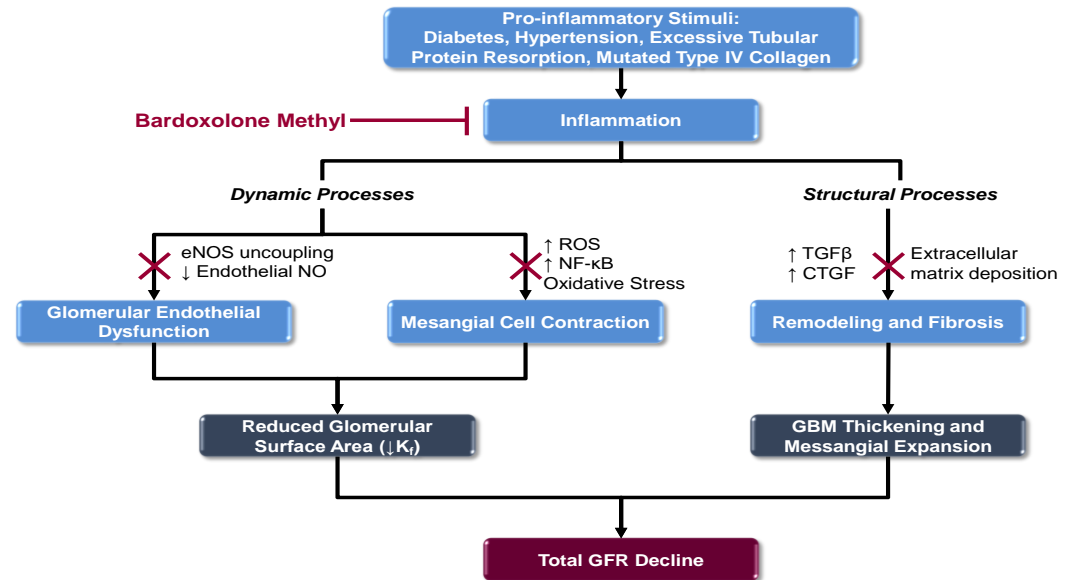 Pro-inflammatory Stimuli:
Diabetes, Hypertension, Excessive Tubular
Protein Resorption, Mutated Type IV Collagen
Bardoxolone Methyl
Inflammation
Dynamic Processes
Structural Processes
eNOS uncoupling
↓ Endothelial NO
↑ ROS
↑ NF-κB
Oxidative Stress
↑ TGFβ
↑ CTGF
Extracellular
matrix deposition
Glomerular Endothelial
Dysfunction
Mesangial Cell Contraction
Remodeling and Fibrosis
Reduced Glomerular
Surface Area (↓Kf)
GBM Thickening and
Messangial Expansion
Total GFR Decline